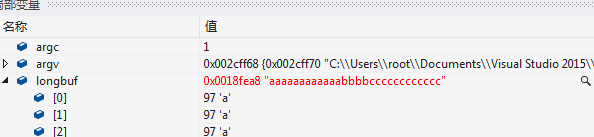 局部变量
名称 值
argc 1
argv 0x002cff68 {0x002cff70 "C:\\Users\\root\\Documents\\Visual Studio 2015\\
longbuf 0x0018fea8 "aaaaaaaaaaaabbbbcccccccccccc"
[0] 97 'a'
[1] 97 'a'
[2] 97 'a'